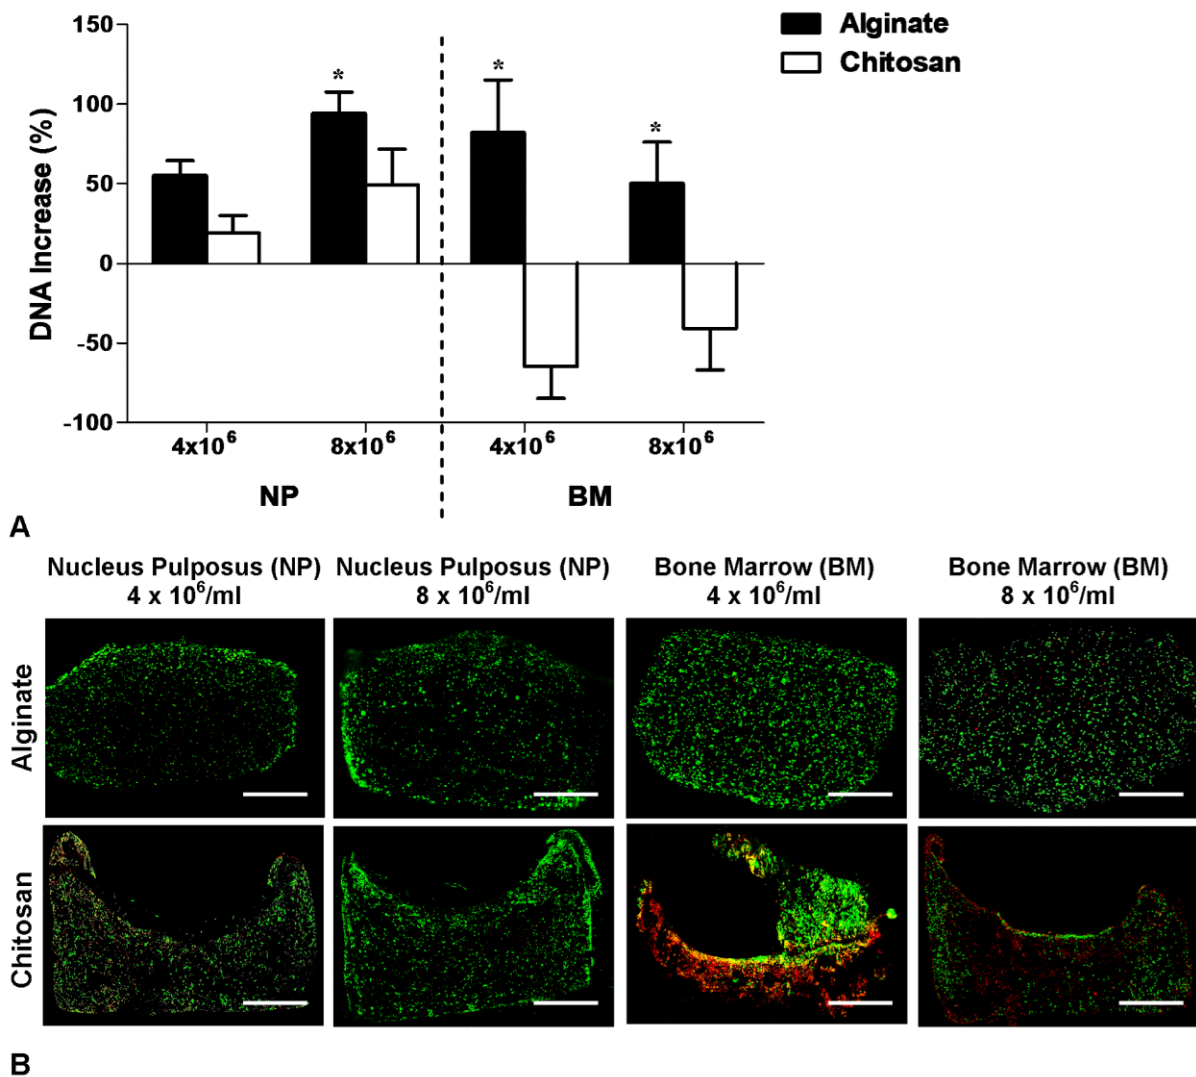 150
100
50
0
-50
-100
DNA Increase (%)
Alginate
Chitosan
*
*
*
4x10⁶ 8x10⁶ 4x10⁶ 8x10⁶
NP BM
A
Nucleus Pulposus (NP) Nucleus Pulposus (NP) Bone Marrow (BM) Bone Marrow (BM)
4 x 10⁶/ml 8 x 10⁶/ml 4 x 10⁶/ml 8 x 10⁶/ml
Alginate
Chitosan
B